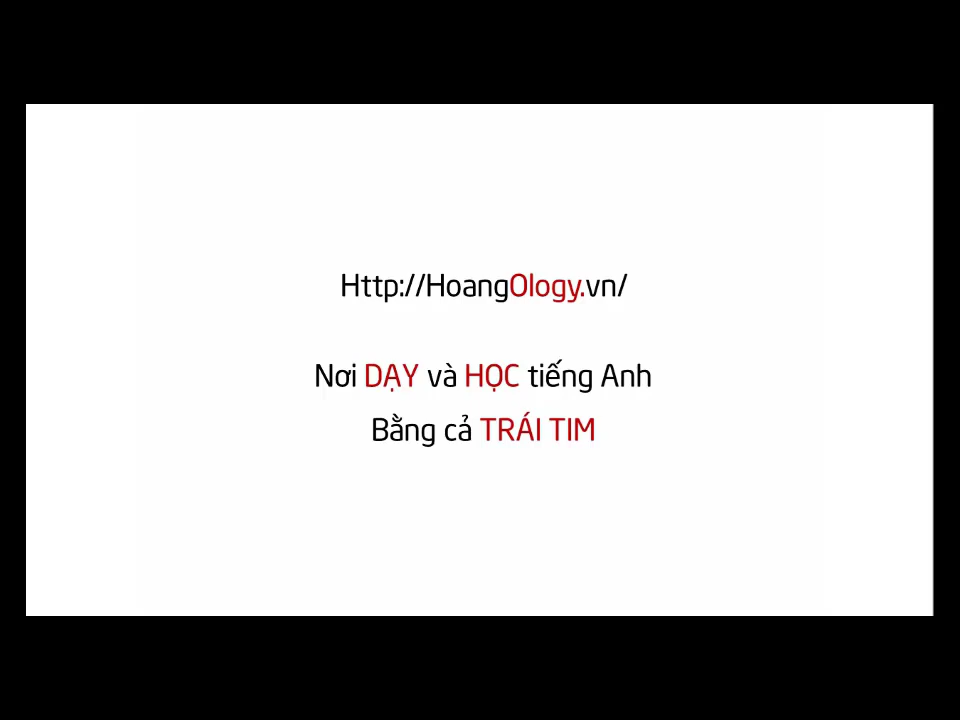 Http://HoangOlogy.vn/
Nơi DẠY và HỌC tiếng Anh
Bằng cả TRÁI TIM